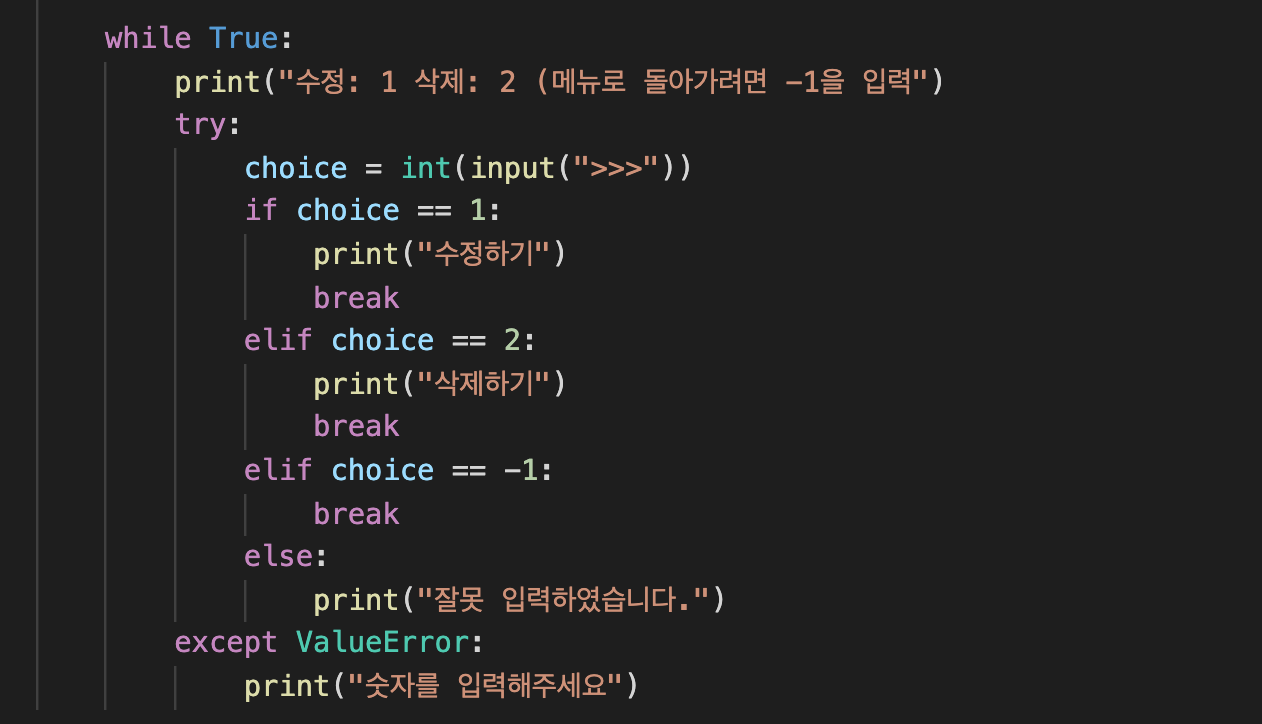 while True:
    print("수정: 1 삭제: 2 (메뉴로 돌아가려면 -1을 입력")
    try:
        choice = int(input(">>>"))
        if choice == 1:
            print("수정하기")
            break
        elif choice == 2:
            print("삭제하기")
            break
        elif choice == -1:
            break
        else:
            print("잘못 입력하였습니다.")
    except ValueError:
        print("숫자를 입력해주세요")